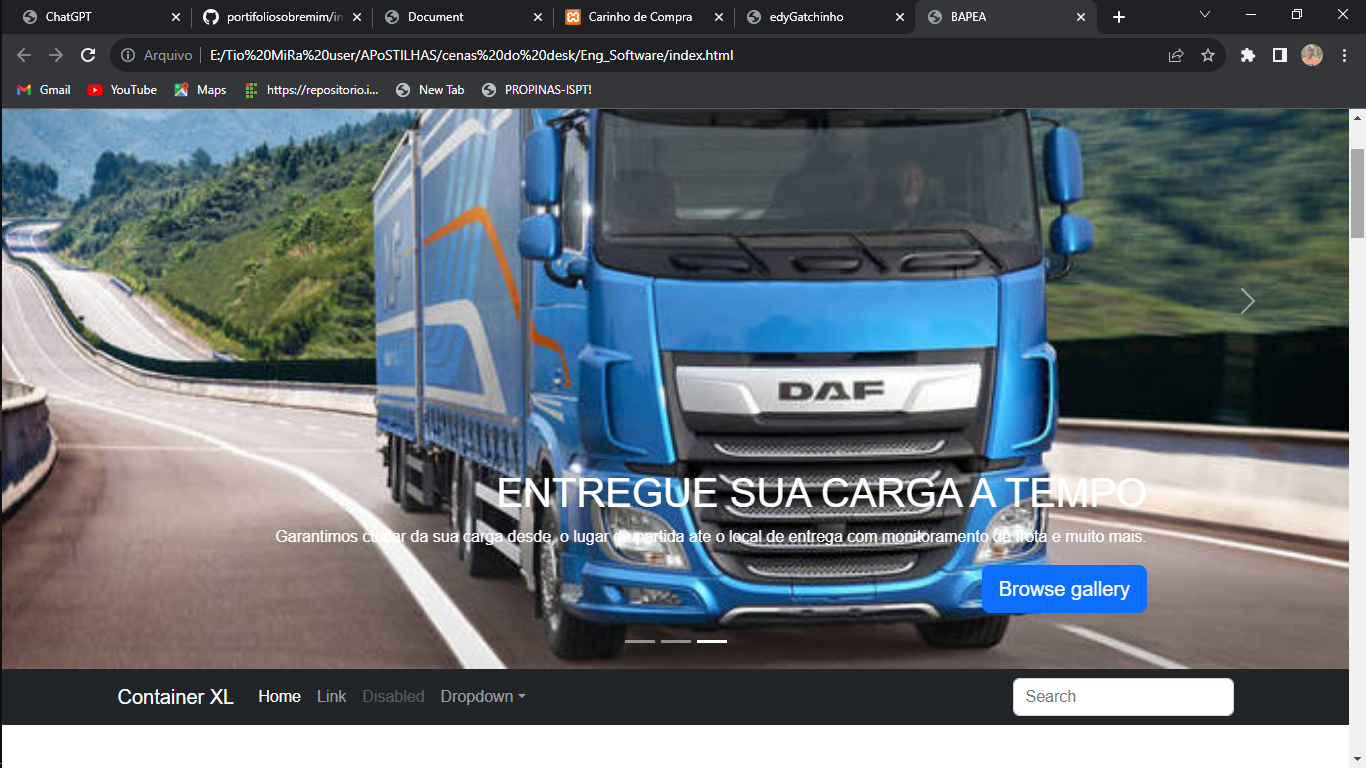 ChatGPT
portifoliosobremim/in
Document
Carinho de Compra
edyGatchinho
BAPEA
Arquivo E:/Tio%20MiRa%20user/APoSTILHAS/cenas%20do%20desk/Eng_Software/index.html
Gmail
YouTube
Maps
https://repositorio.i...
New Tab
PROPINAS-ISPT!
DAF
ENTREGUE SUA CARGA A TEMPO
Garantimos cuidar da sua carga desde, o lugar de partida ate o local de entrega com monitoramento de frota e muito mais.
Browse gallery
Container XL Home Link Disabled Dropdown Search